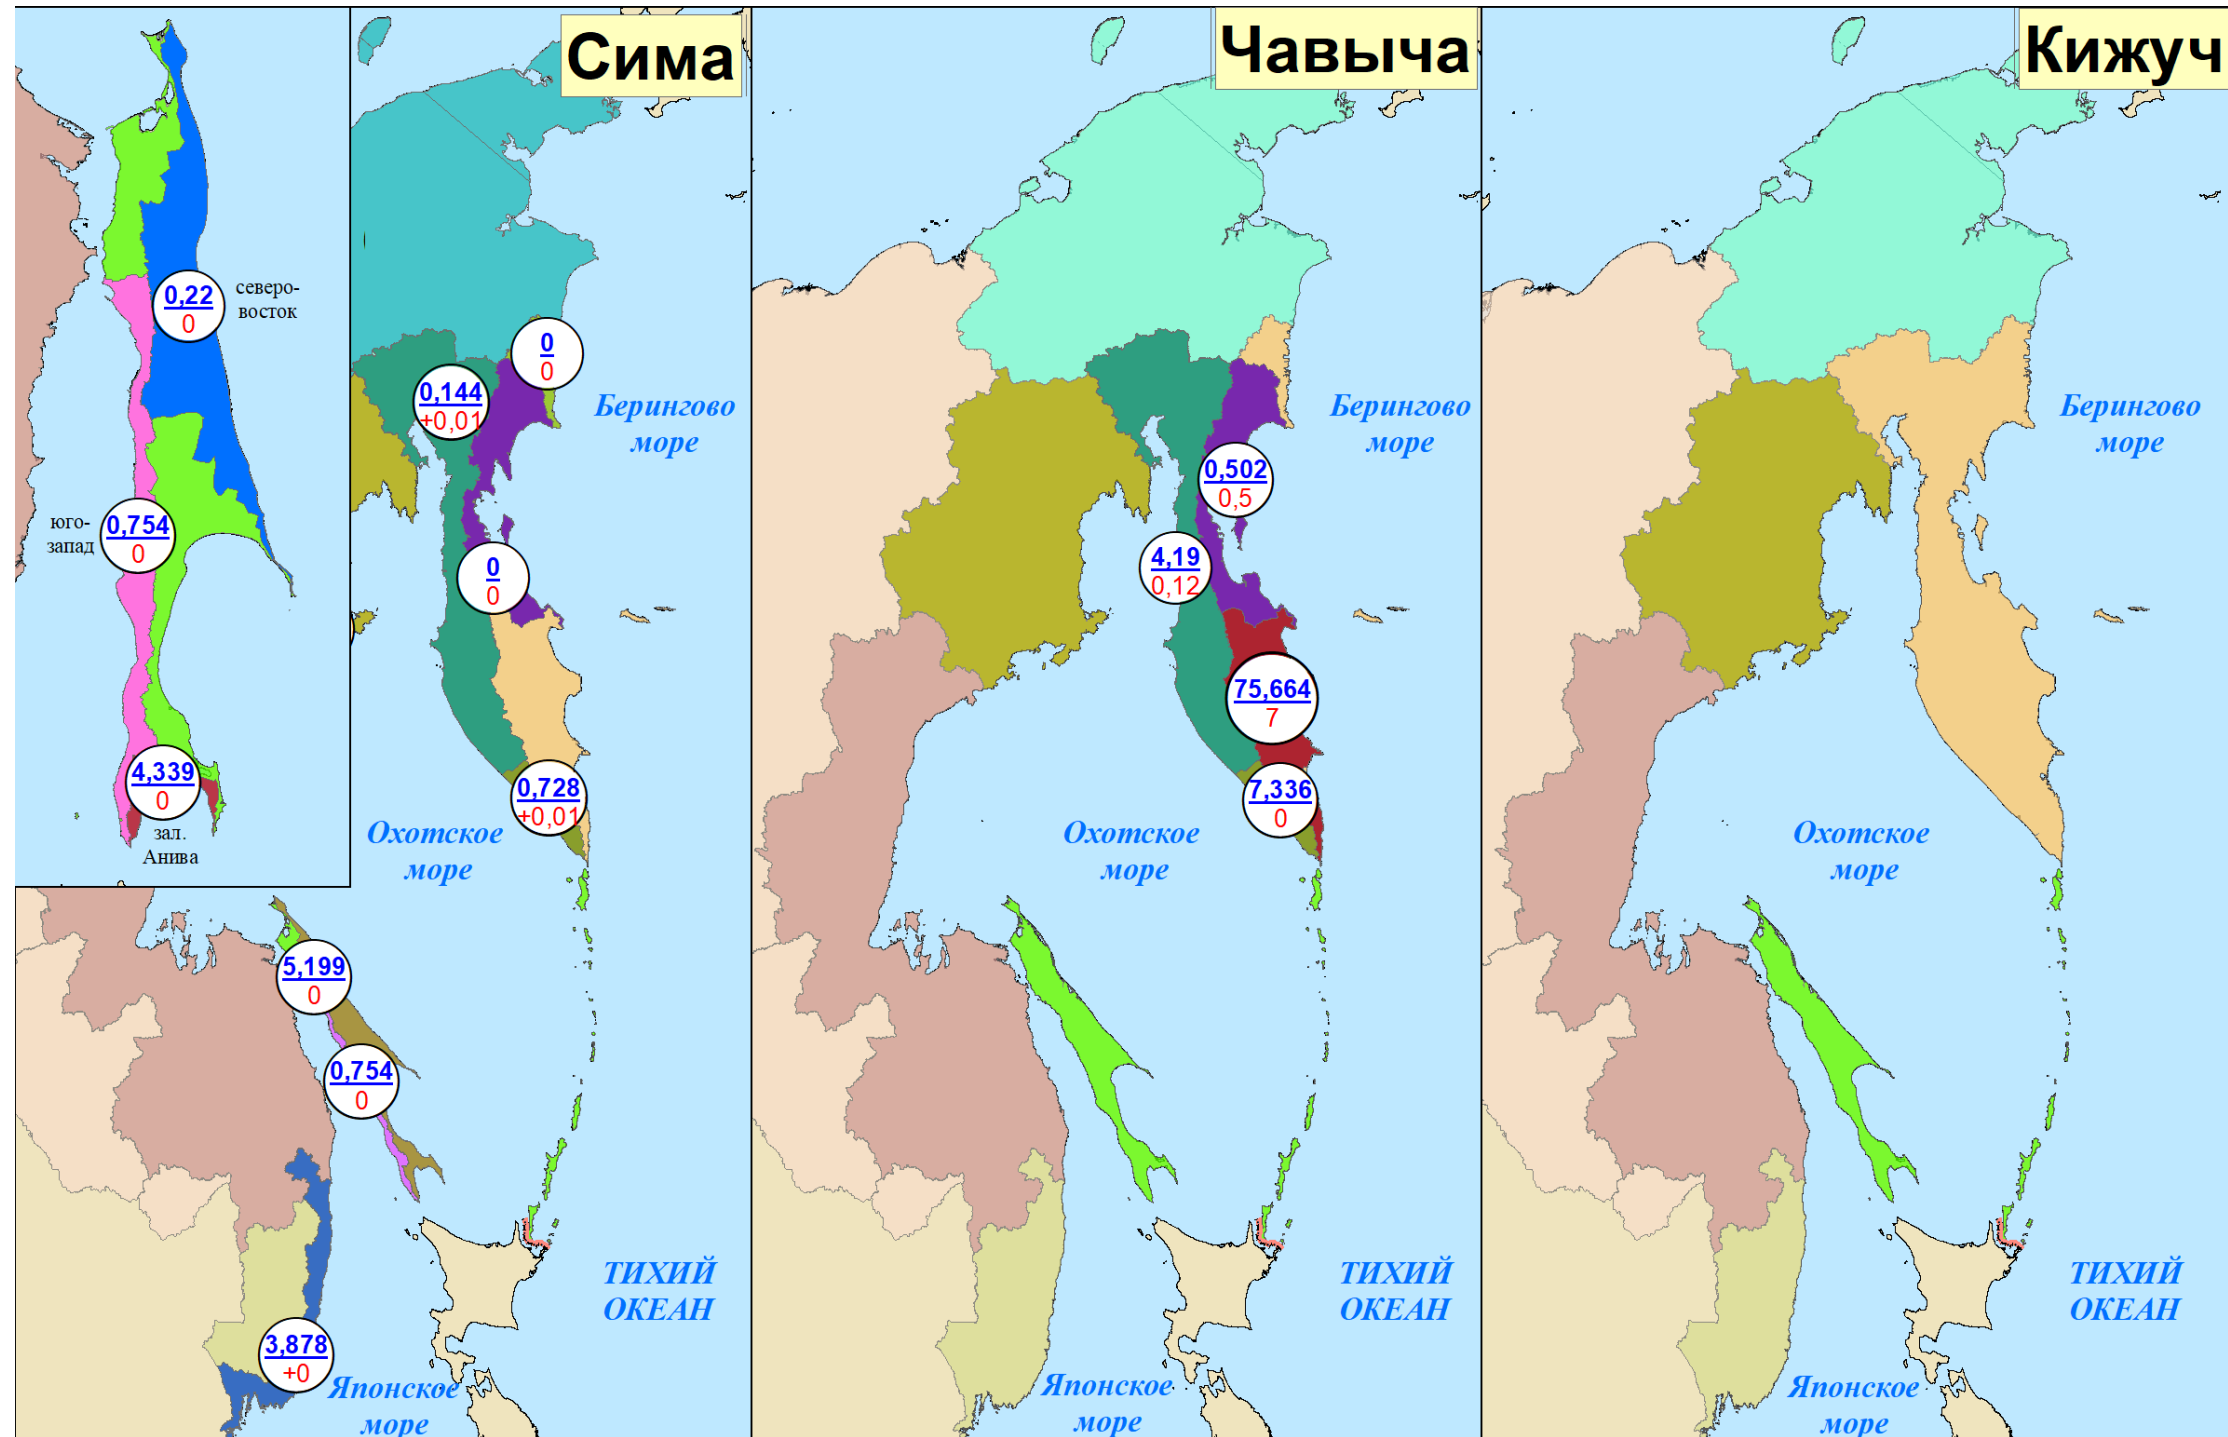 Сима
0,22
0
северо-
восток
юго-
запад
0,754
0
4,339
0
зал.
Анива
0
0
0,144
+0,01
Берингово
море
0
0
0,728
+0,01
Охотское
море
5,199
0
0,754
0
ТИХИЙ
ОКЕАН
3,878
+0
Японское
море
Чавыча
Берингово
море
0,502
0,5
4,19
0,12
75,664
7
7,336
0
Охотское
море
ТИХИЙ
ОКЕАН
Японское
море
Кижуч
Берингово
море
Охотское
море
ТИХИЙ
ОКЕАН
Японское
море